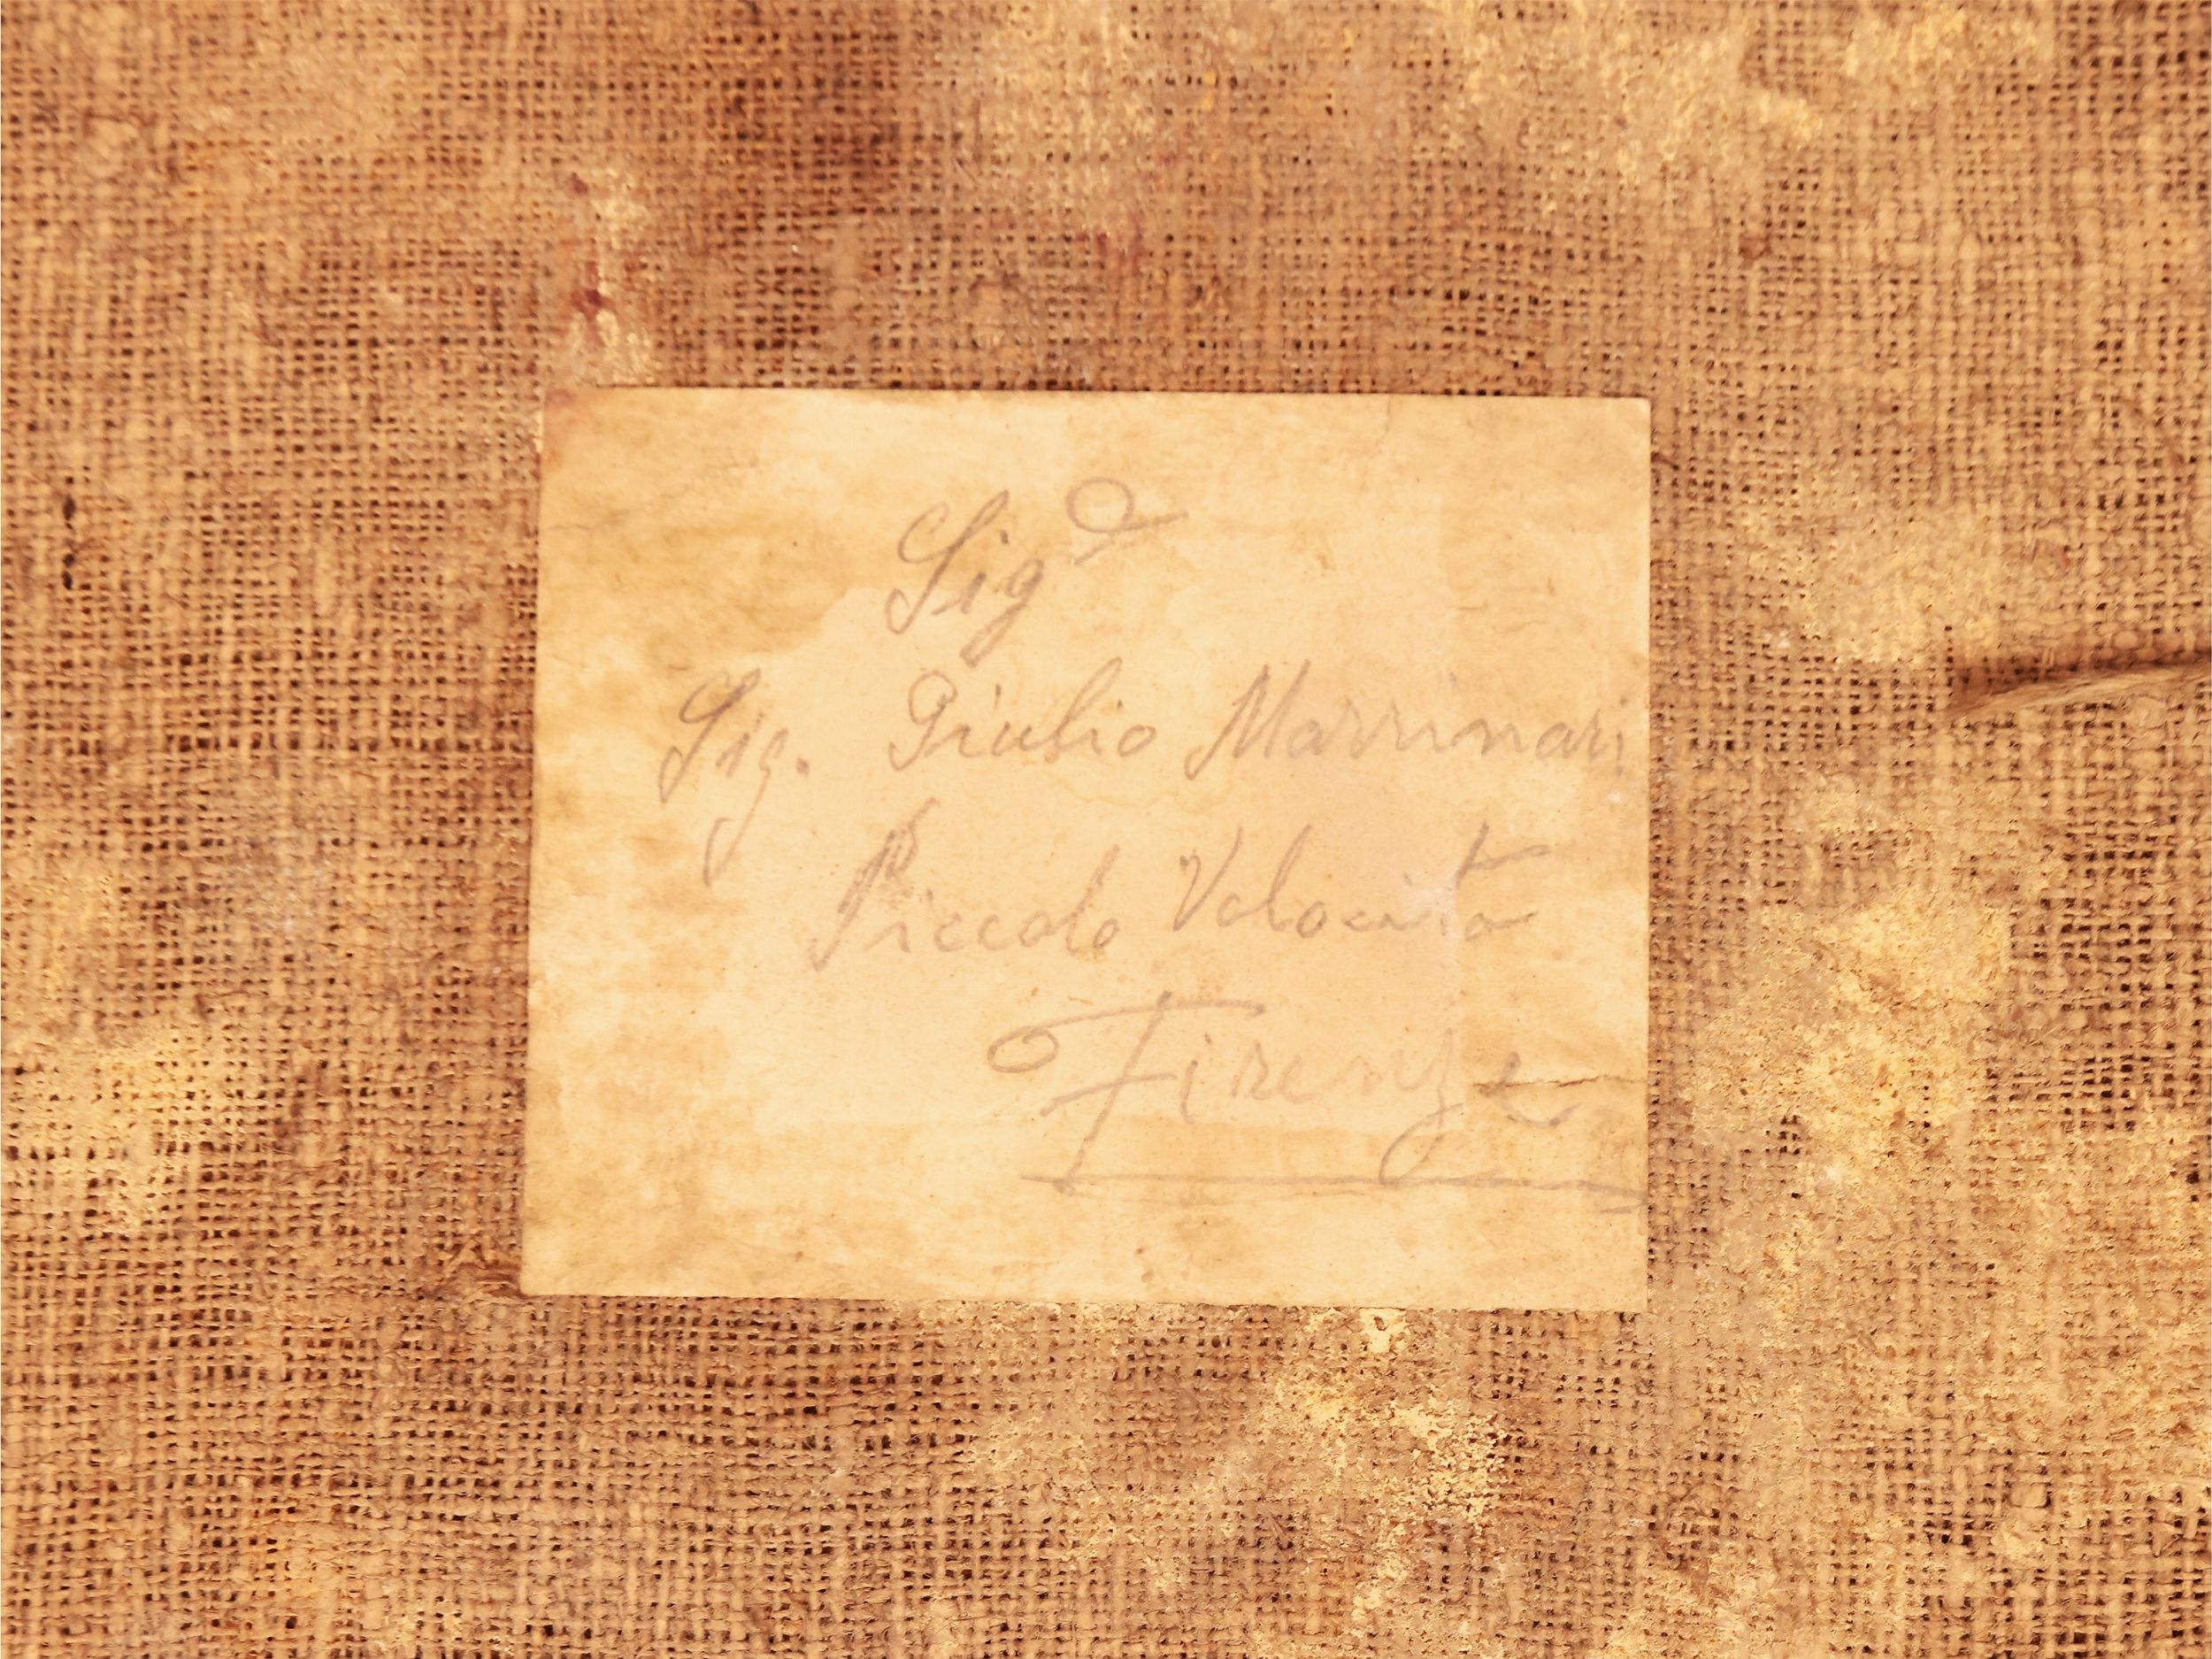 Sig
Sig. Giulio Marrinari
Piccola Velocità
Firenze